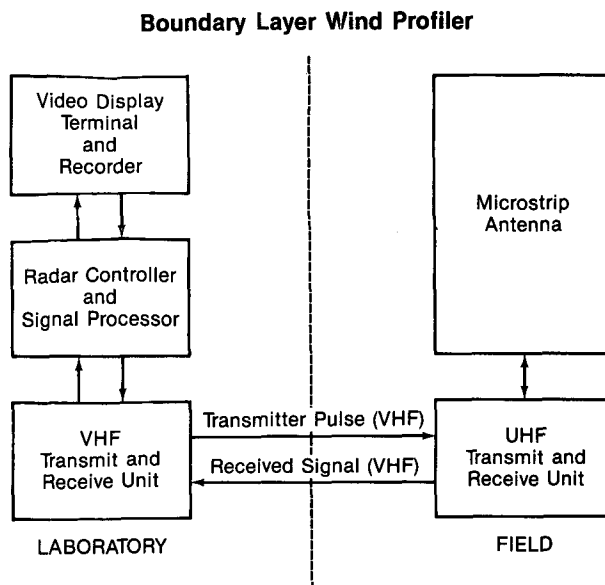 Boundary Layer Wind Profiler
Video Display
Terminal
and
Recorder
Radar Controller
and
Signal Processor
VHF
Transmit and
Receive Unit
LABORATORY
Transmitter Pulse (VHF)
Received Signal (VHF)
Microstrip
Antenna
UHF
Transmit and
Receive Unit
FIELD